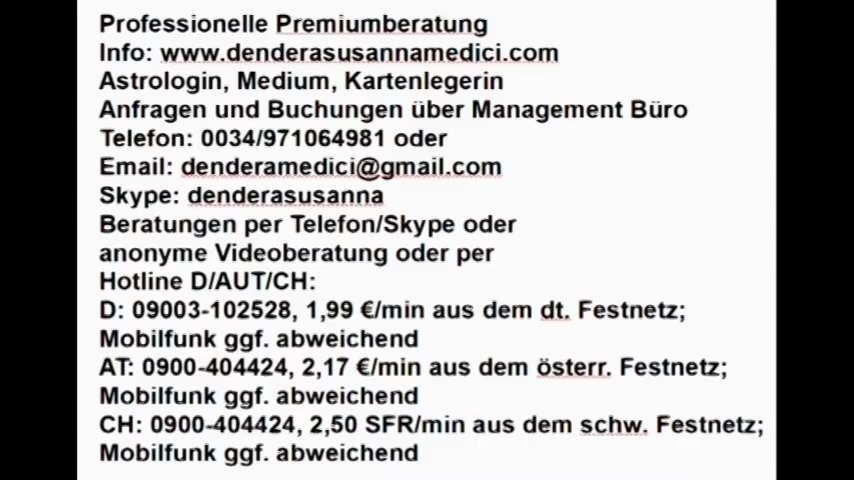 Professionelle Premiumberatung
Info: www.denderasusannamedici.com
Astrologin, Medium, Kartenlegerin
Anfragen und Buchungen über Management Büro
Telefon: 0034/971064981 oder
Email: denderamedici@gmail.com
Skype: denderasusanna
Beratungen per Telefon/Skype oder
anonyme Videoberatung oder per
Hotline D/AUT/CH:
D: 09003-102528, 1,99 €/min aus dem dt. Festnetz;
Mobilfunk ggf. abweichend
AT: 0900-404424, 2,17 €/min aus dem österr. Festnetz;
Mobilfunk ggf. abweichend
CH: 0900-404424, 2,50 SFR/min aus dem schw. Festnetz;
Mobilfunk ggf. abweichend